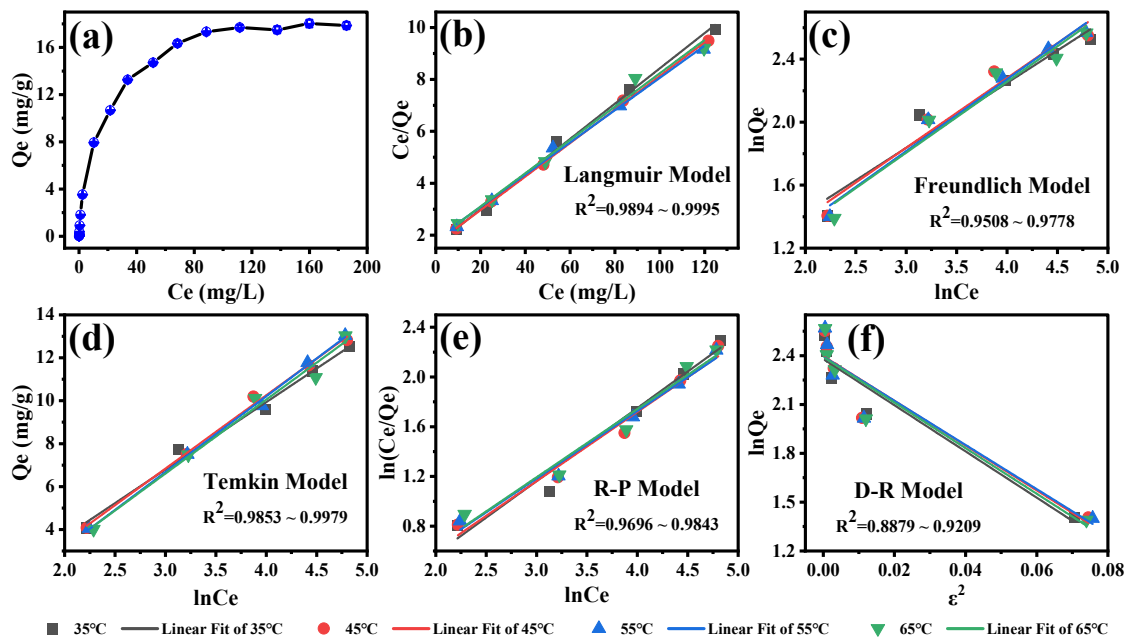 (a)
Qe (mg/g)
16
12
8
4
0
0 40 80 120 160 200
Ce (mg/L)
(b)
Ce/Qe
10
8
6
4
2
Langmuir Model
R²=0.9894 ~ 0.9995
0 20 40 60 80 100 120
Ce (mg/L)
(c)
lnQe
2.8
2.4
2.0
1.6
1.2
Freundlich Model
R²=0.9508 ~ 0.9778
2.0 2.5 3.0 3.5 4.0 4.5 5.0
lnCe
(d)
Qe (mg/g)
14
12
10
8
6
4
Temkin Model
R²=0.9853 ~ 0.9979
2.0 2.5 3.0 3.5 4.0 4.5 5.0
lnCe
(e)
ln(Ce/Qe)
2.4
2.0
1.6
1.2
0.8
R-P Model
R²=0.9696 ~ 0.9843
2.0 2.5 3.0 3.5 4.0 4.5 5.0
lnCe
(f)
lnQe
2.4
2.1
1.8
1.5
1.2
D-R Model
R²=0.8879 ~ 0.9209
0.00 0.02 0.04 0.06 0.08
ε²
35°C Linear Fit of 35°C 45°C Linear Fit of 45°C 55°C Linear Fit of 55°C 65°C Linear Fit of 65°C